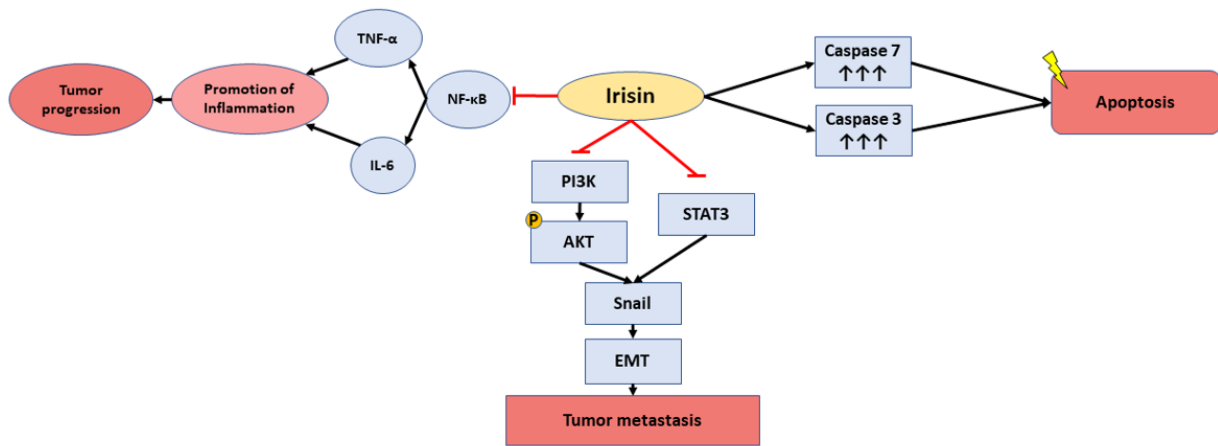 TNF-α
Tumor
progression
Promotion of
Inflammation
NF-κB
IL-6
Irisin
Caspase 7
↑↑↑
Caspase 3
↑↑↑
Apoptosis
PI3K
P
AKT
STAT3
Snail
EMT
Tumor metastasis